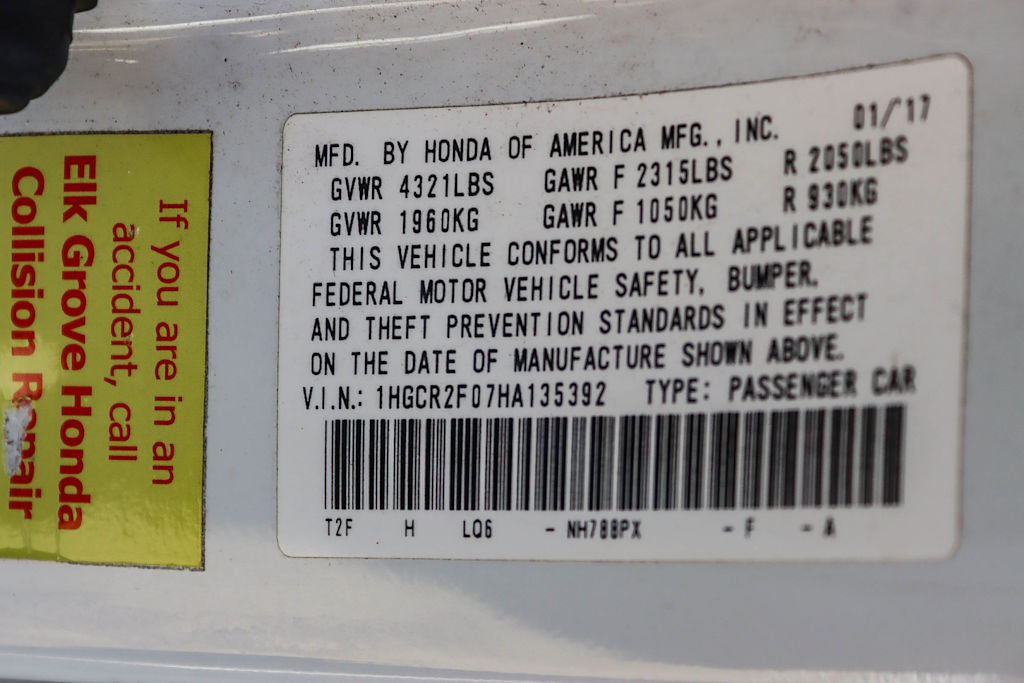 If you are in an
accident, call
Elk Grove Honda
Collision Repair
MFD. BY HONDA OF AMERICA MFG., INC. 01/'17
GVWR 4321LBS GAWR F 2315LBS R 2050LBS
GVWR 1960KG GAWR F 1050KG R 930KG
THIS VEHICLE CONFORMS TO ALL APPLICABLE
FEDERAL MOTOR VEHICLE SAFETY, BUMPER,
AND THEFT PREVENTION STANDARDS IN EFFECT
ON THE DATE OF MANUFACTURE SHOWN ABOVE.
V.I.N.: 1HGCR2F07HA135392 TYPE: PASSENGER CAR
T2F H LQ6 - NH788PX - F - A